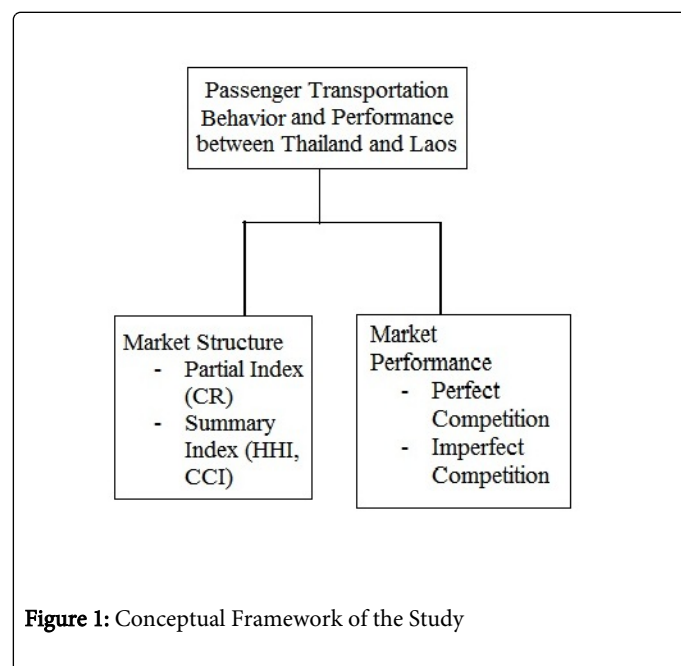 Passenger Transportation
Behavior and Performance
between Thailand and Laos
Market Structure
- Partial Index
(CR)
- Summary
Index (HHI,
CCI)
Market
Performance
- Perfect
Competition
- Imperfect
Competition
Figure 1: Conceptual Framework of the Study